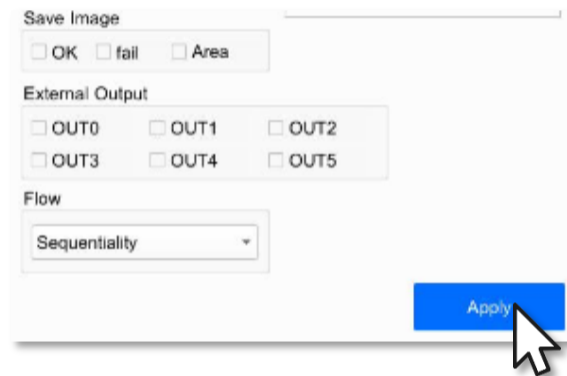 Save Image
OK fail Area
External Output
OUT0 OUT1 OUT2
OUT3 OUT4 OUT5
Flow
Sequentiality
Apply